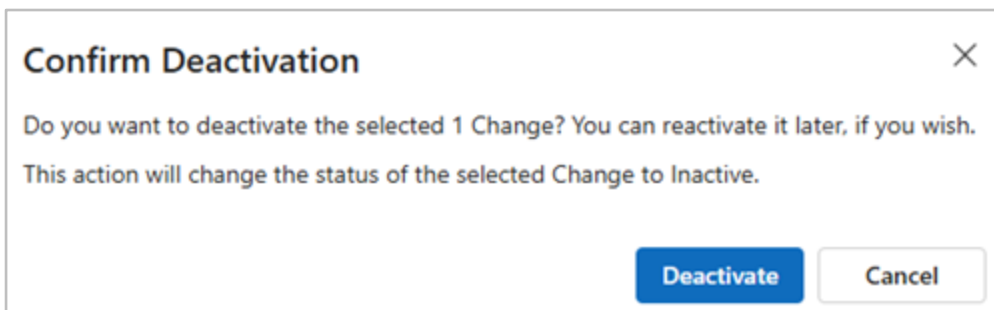 Confirm Deactivation
Do you want to deactivate the selected 1 Change? You can reactivate it later, if you wish.
This action will change the status of the selected Change to Inactive.
Deactivate Cancel